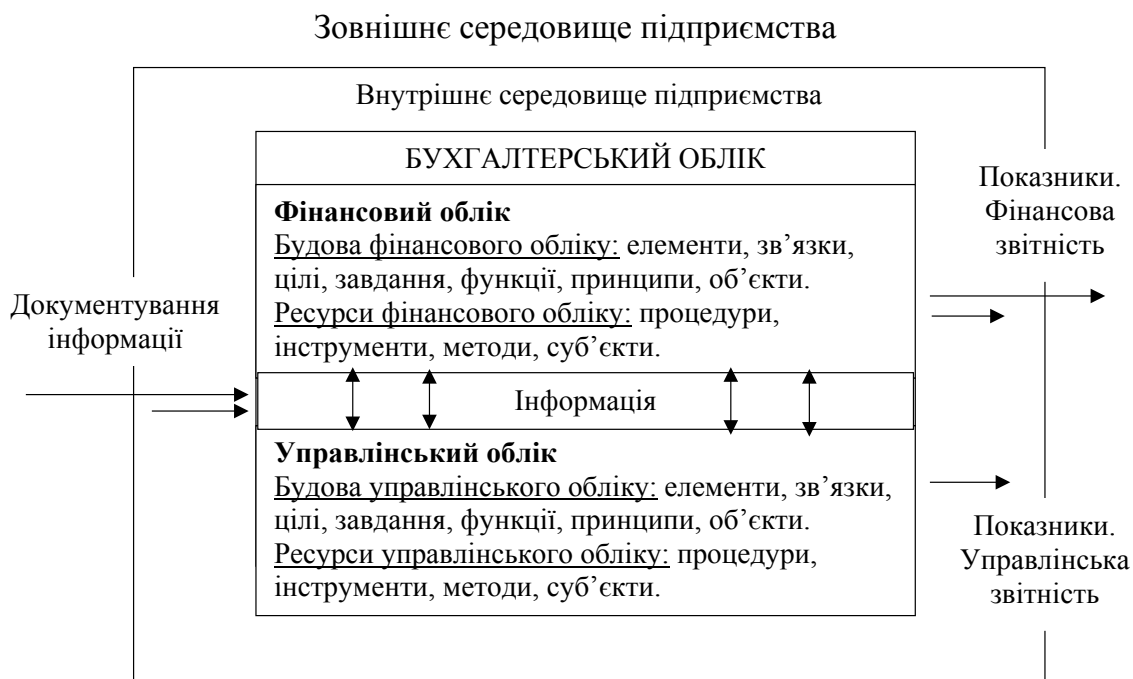 Зовнішнє середовище підприємства
Внутрішнє середовище підприємства
БУХГАЛТЕРСЬКИЙ ОБЛІК
Фінансовий облік
Будова фінансового обліку: елементи, зв’язки,
цілі, завдання, функції, принципи, об’єкти.
Ресурси фінансового обліку: процедури,
інструменти, методи, суб’єкти.
Документування
інформації
Інформація
Управлінський облік
Будова управлінського обліку: елементи, зв’язки,
цілі, завдання, функції, принципи, об’єкти.
Ресурси управлінського обліку: процедури,
інструменти, методи, суб’єкти.
Показники.
Фінансова
звітність
Показники.
Управлінська
звітність